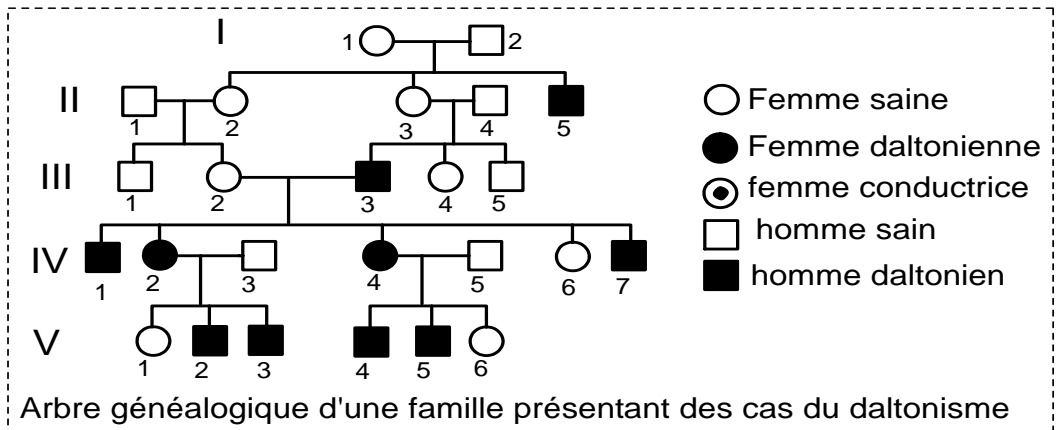 I 1 2
II 1 2 3 4 5
III 1 2 3 4 5
IV 1 2 3 4 5 6 7
V 1 2 3 4 5 6
Femme saine
Femme daltonienne
femme conductrice
homme sain
homme daltonien
Arbre généalogique d'une famille présentant des cas du daltonisme